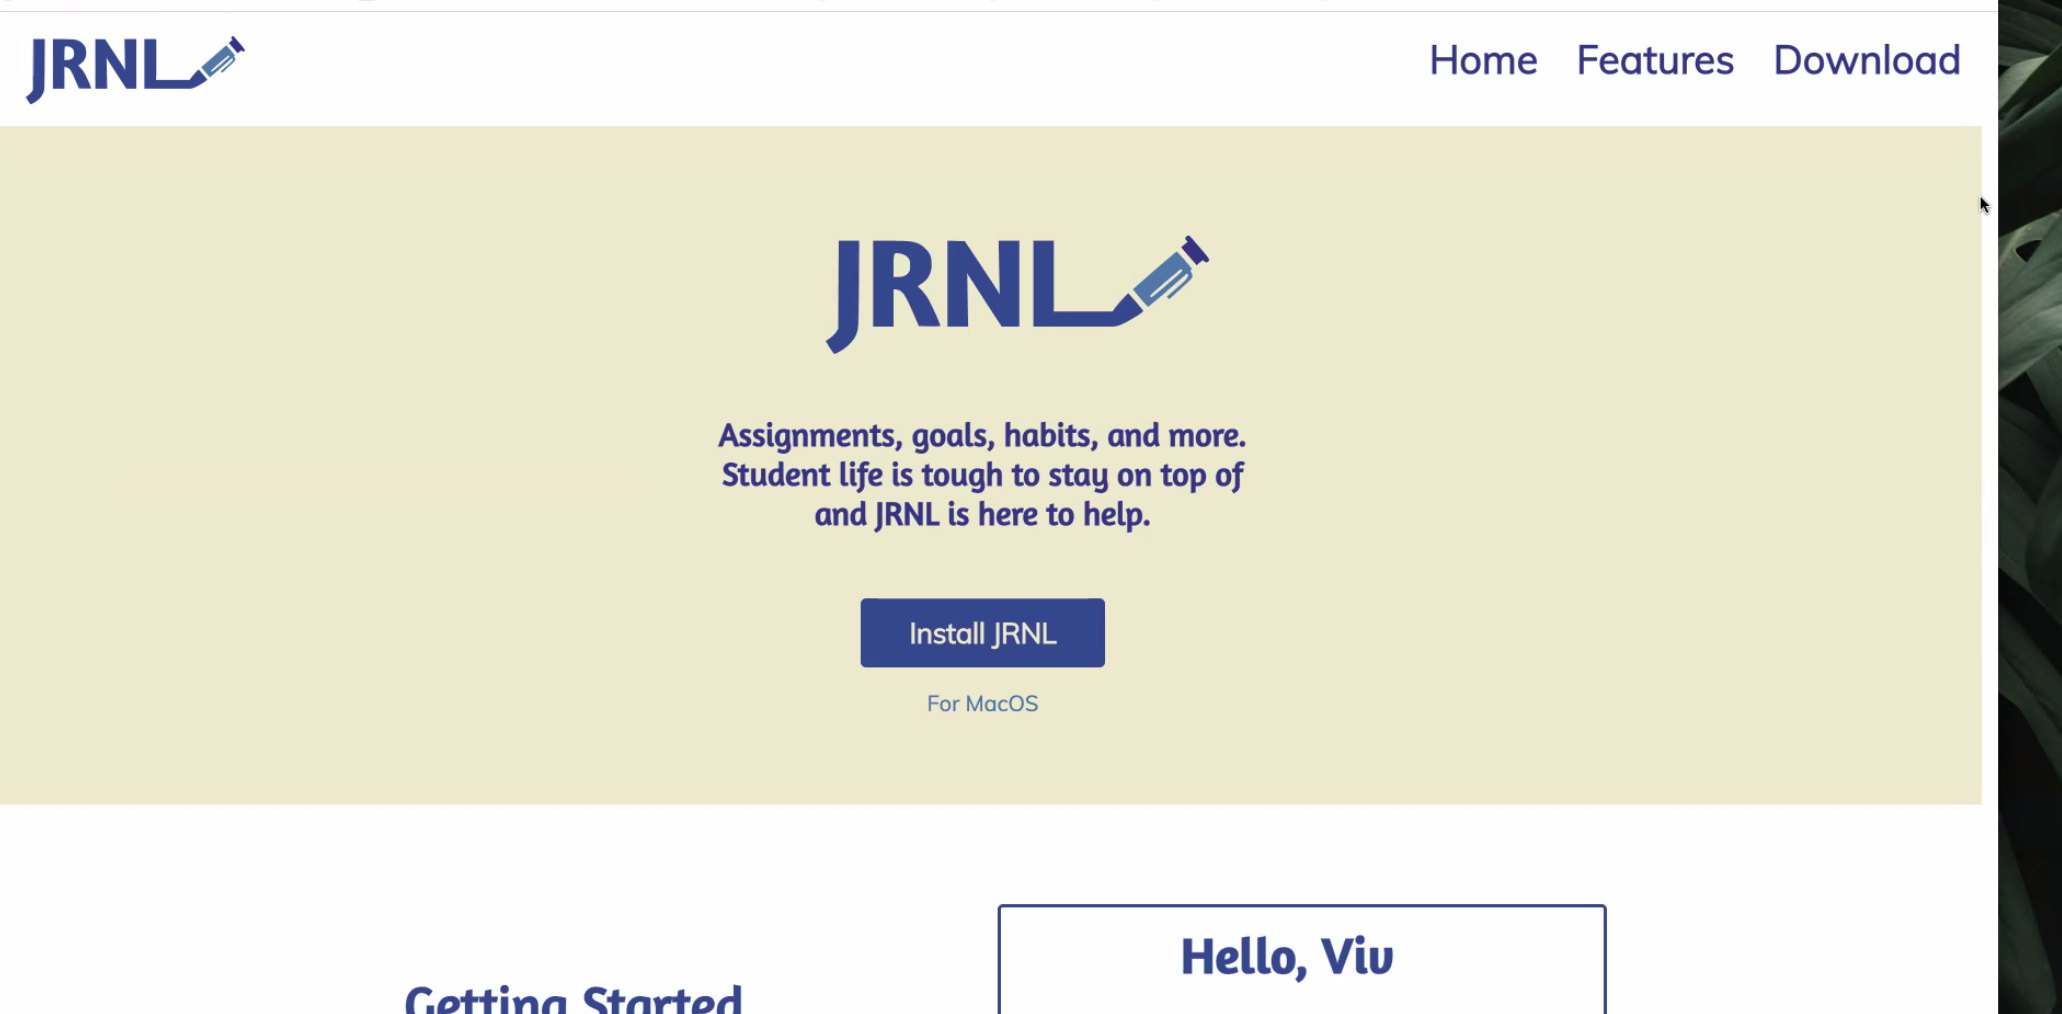 JRNL
Home Features Download
JRNL
Assignments, goals, habits, and more.
Student life is tough to stay on top of
and JRNL is here to help.
Install JRNL
For MacOS
Hello, Viv
Getting Started